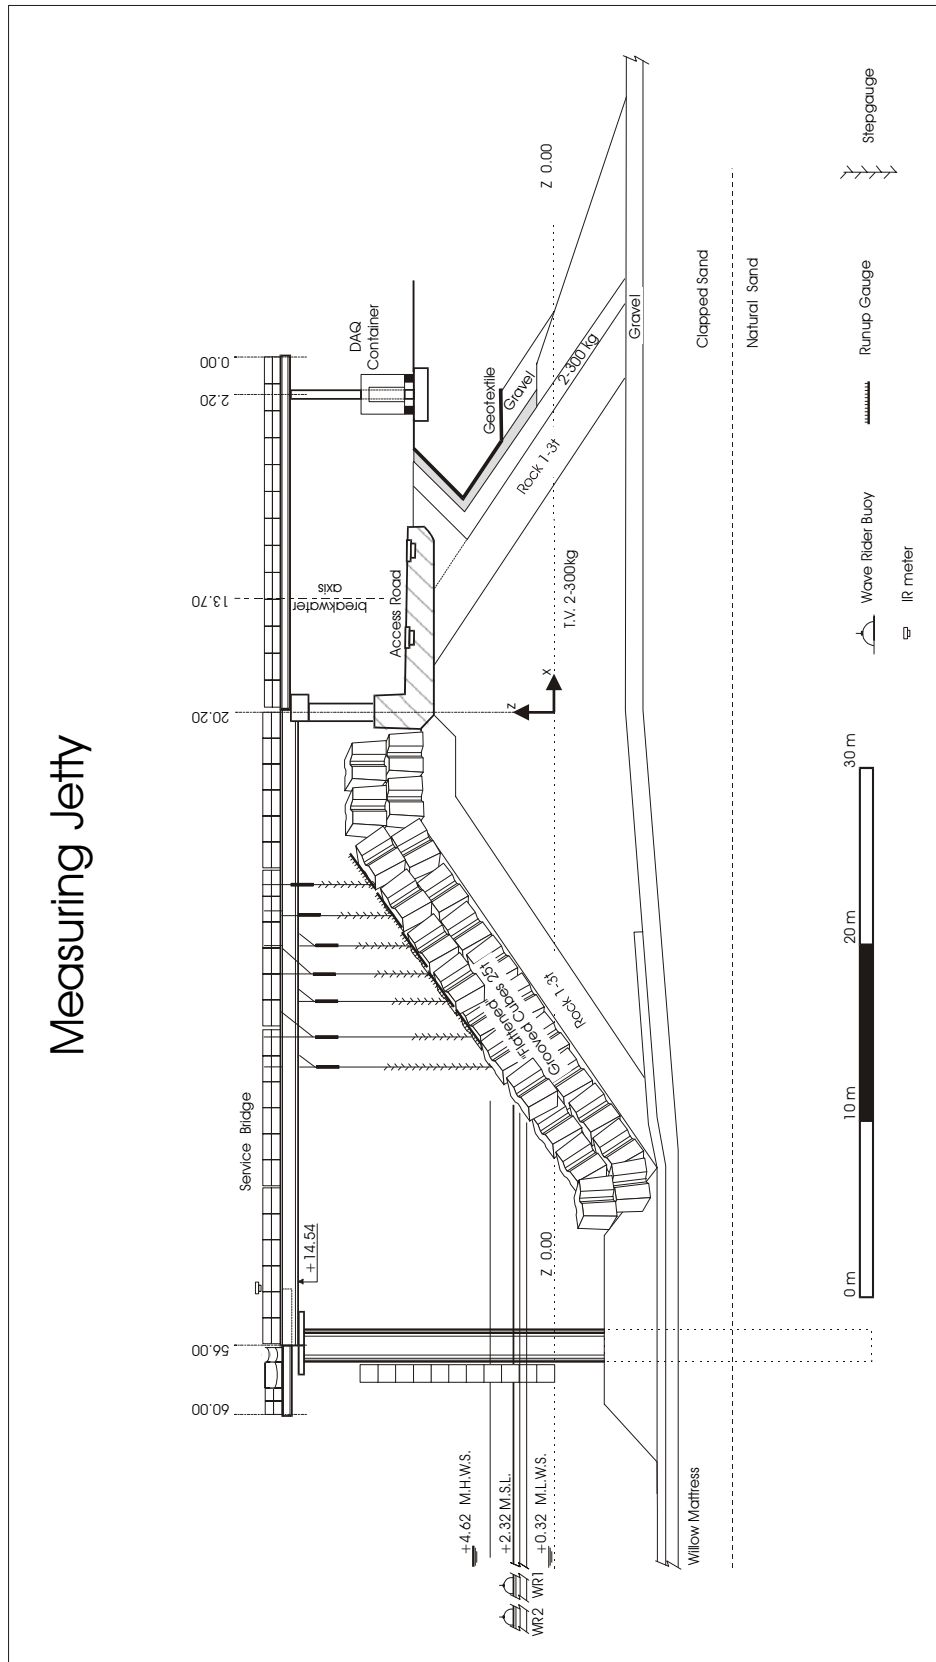 Measuring Jetty
60.00
56.00
20.20
13.70
2.20
0.00
Service Bridge
+14.54
breakwater
axis
DAQ
Container
Access Road
Geotextile
Gravel
2-300 kg
Rock 1-3t
Z 0.00
T.V. 2-300kg
x
z
"Flattened"
Grooved Cubes 25t
Rock 1-3t
Z 0.00
+4.62 M.H.W.S.
+2.32 M.S.L.
+0.32 M.L.W.S.
WR2 WR1
Gravel
Willow Mattress
Clapped Sand
Natural Sand
0 m
10 m
20 m
30 m
Wave Rider Buoy
Runup Gauge
Stepgauge
IR meter